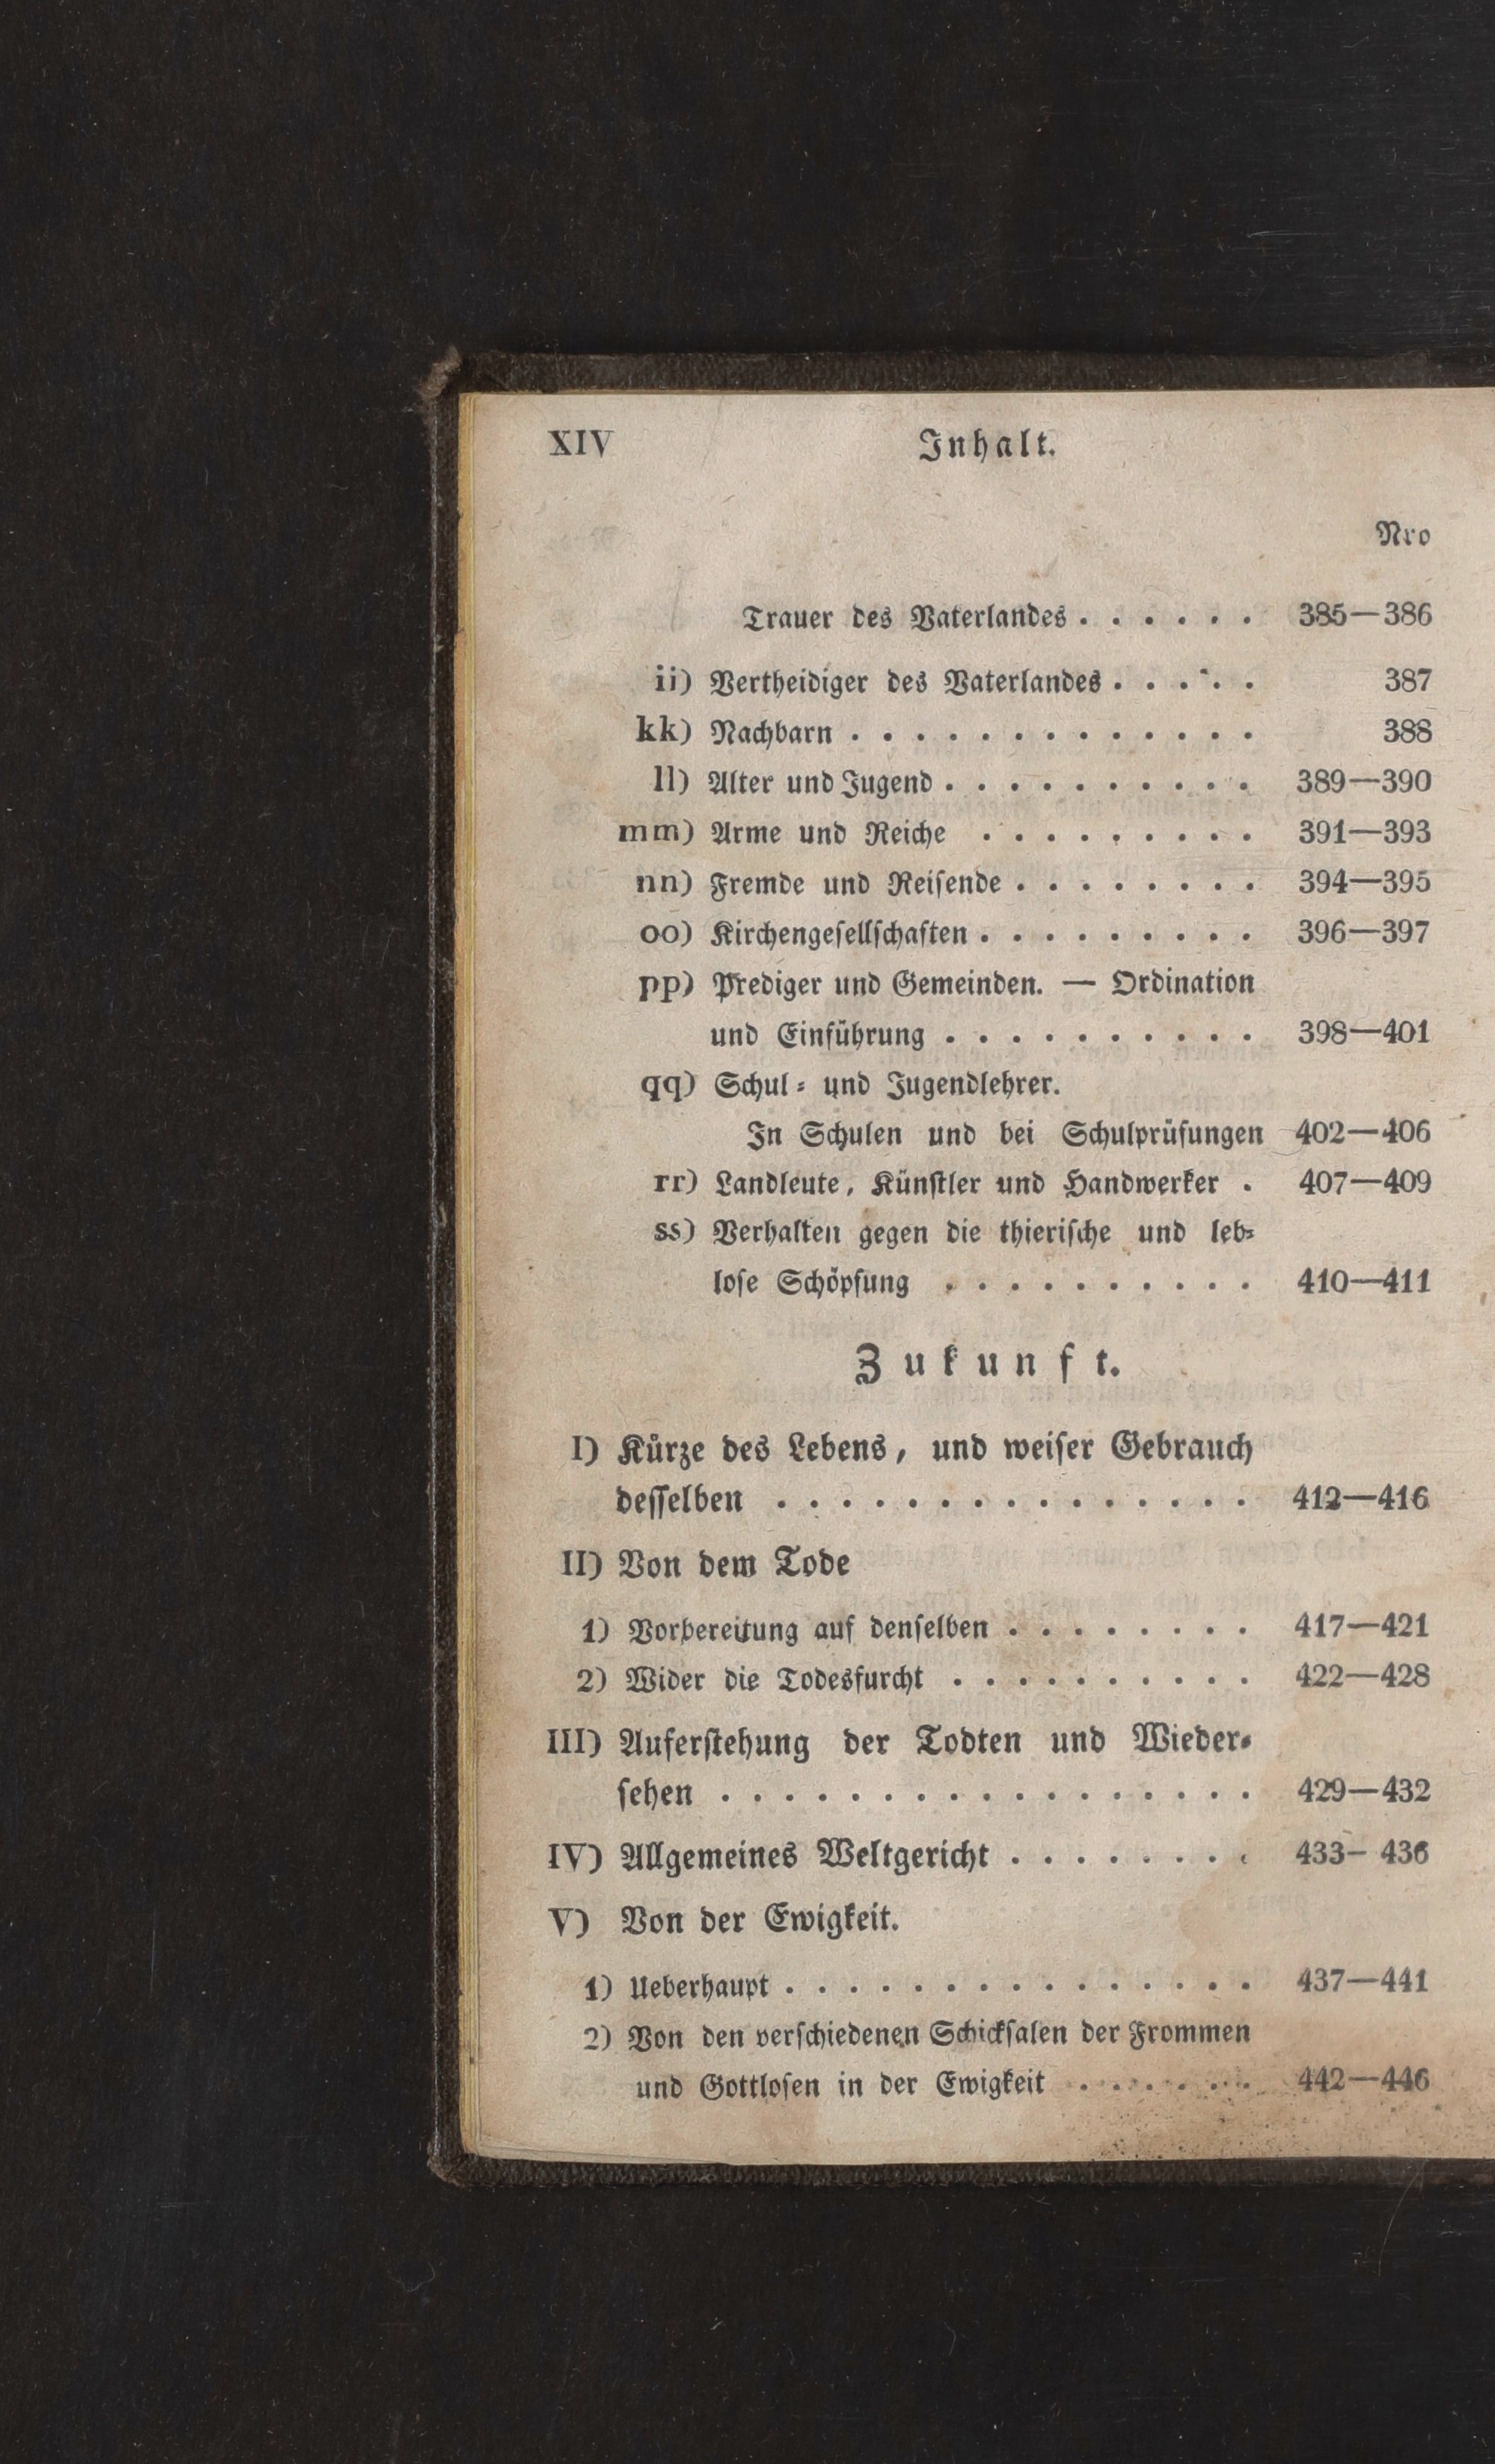 XIV Inhalt.
Nro
Trauer des Vaterlandes . . . . . . 385—386
ii) Vertheidiger des Vaterlandes . . . . . 387
kk) Nachbarn . . . . . . . . . . . . . 388
ll) Alter und Jugend . . . . . . . . . . 389—390
mm) Arme und Reiche . . . . . . . . . 391—393
nn) Fremde und Reisende . . . . . . . . 394—395
oo) Kirchengesellschaften . . . . . . . . . 396—397
pp) Prediger und Gemeinden. — Ordination
und Einführung . . . . . . . . . . 398—401
qq) Schul- und Jugendlehrer.
In Schulen und bei Schulprüfungen 402—406
rr) Landleute, Künstler und Handwerker . 407—409
ss) Verhalten gegen die thierische und leb-
lose Schöpfung . . . . . . . . . . 410—411
Zukunft.
I) Kürze des Lebens, und weiser Gebrauch
desselben . . . . . . . . . . . . . . . 412—416
II) Von dem Tode
1) Vorbereitung auf denselben . . . . . . . . 417—421
2) Wider die Todesfurcht . . . . . . . . . . 422—428
III) Auferstehung der Todten und Wieder-
sehen . . . . . . . . . . . . . . . . . 429—432
IV) Allgemeines Weltgericht . . . . . . . . 433—436
V) Von der Ewigkeit.
1) Ueberhaupt . . . . . . . . . . . . . . . 437—441
2) Von den verschiedenen Schicksalen der Frommen
und Gottlosen in der Ewigkeit . . . . . . 442—446